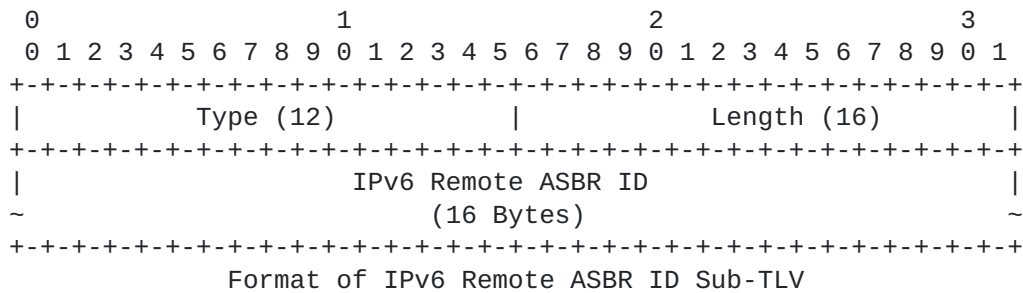 0                   1                   2                   3
 0 1 2 3 4 5 6 7 8 9 0 1 2 3 4 5 6 7 8 9 0 1 2 3 4 5 6 7 8 9 0 1
+-+-+-+-+-+-+-+-+-+-+-+-+-+-+-+-+-+-+-+-+-+-+-+-+-+-+-+-+-+-+-+-+
|           Type (12)           |            Length (16)        |
+-+-+-+-+-+-+-+-+-+-+-+-+-+-+-+-+-+-+-+-+-+-+-+-+-+-+-+-+-+-+-+-+
|                     IPv6 Remote ASBR ID                       |
~                          (16 Bytes)                           ~
+-+-+-+-+-+-+-+-+-+-+-+-+-+-+-+-+-+-+-+-+-+-+-+-+-+-+-+-+-+-+-+-+
             Format of IPv6 Remote ASBR ID Sub-TLV